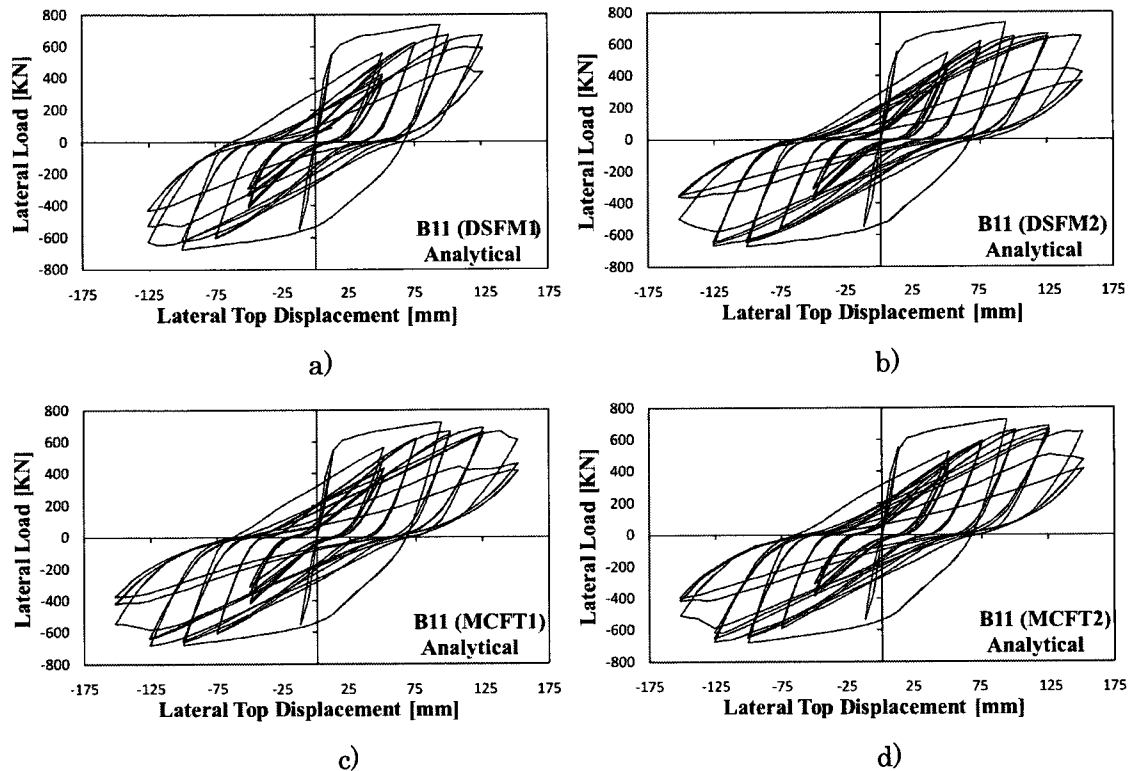 800
600
400
200
0
-200
-400
-600
-800
Lateral Load [KN]
B11 (DSFM1)
Analytical
-175 -125 -75 -25 25 75 125 175
Lateral Top Displacement [mm]
a)
800
600
400
200
0
-200
-400
-600
-800
Lateral Load [KN]
B11 (DSFM2)
Analytical
-175 -125 -75 -25 25 75 125 175
Lateral Top Displacement [mm]
b)
800
600
400
200
0
-200
-400
-600
-800
Lateral Load [KN]
B11 (MCFT1)
Analytical
-175 -125 -75 -25 25 75 125 175
Lateral Top Displacement [mm]
c)
800
600
400
200
0
-200
-400
-600
-800
Lateral Load [KN]
B11 (MCFT2)
Analytical
-175 -125 -75 -25 25 75 125 175
Lateral Top Displacement [mm]
d)